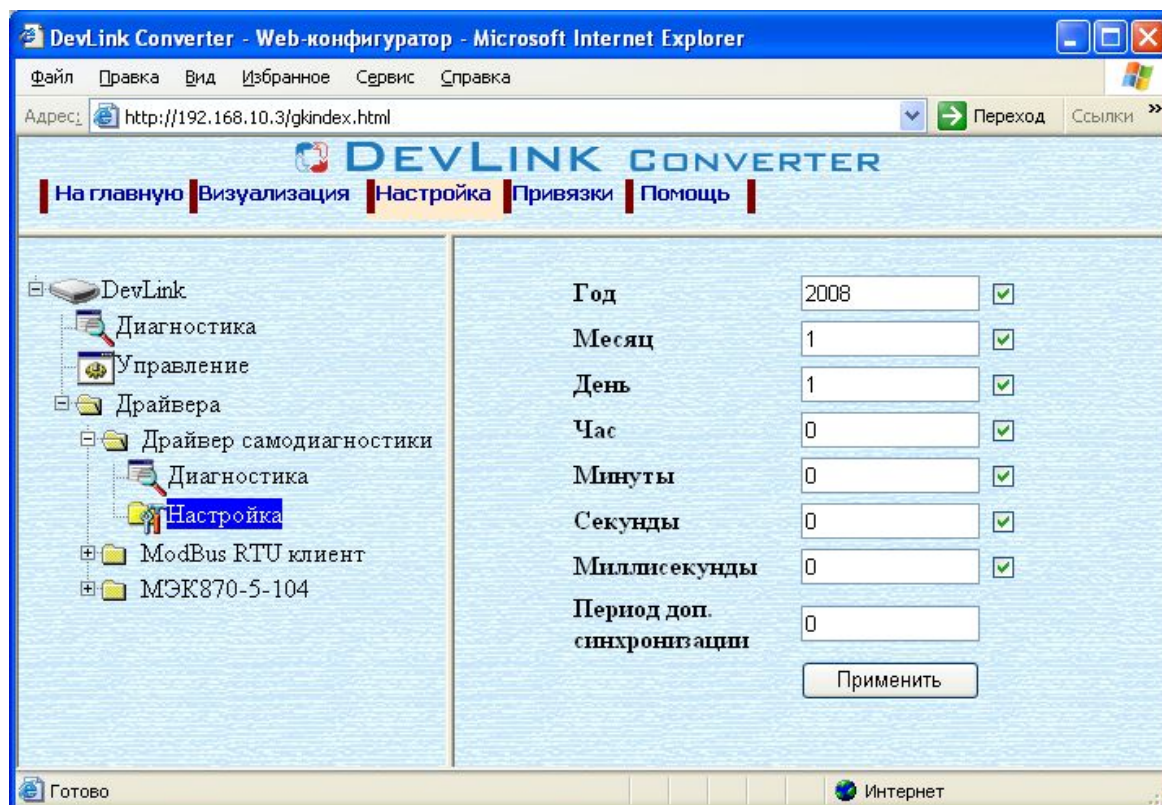 DevLink Converter - Web-конфигуратор - Microsoft Internet Explorer
Файл Правка Вид Избранное Сервис Справка
Адрес: http://192.168.10.3/gkindex.html Переход Ссылки »
DEVLINK CONVERTER
На главную Визуализация Настройка Привязки Помощь
DevLink
Диагностика
Управление
Драйвера
Драйвер самодиагностики
Диагностика
Настройка
ModBus RTU клиент
МЭК870-5-104
Год 2008
Месяц 1
День 1
Час 0
Минуты 0
Секунды 0
Миллисекунды 0
Период доп.
синхронизации 0
Применить
Готово Интернет